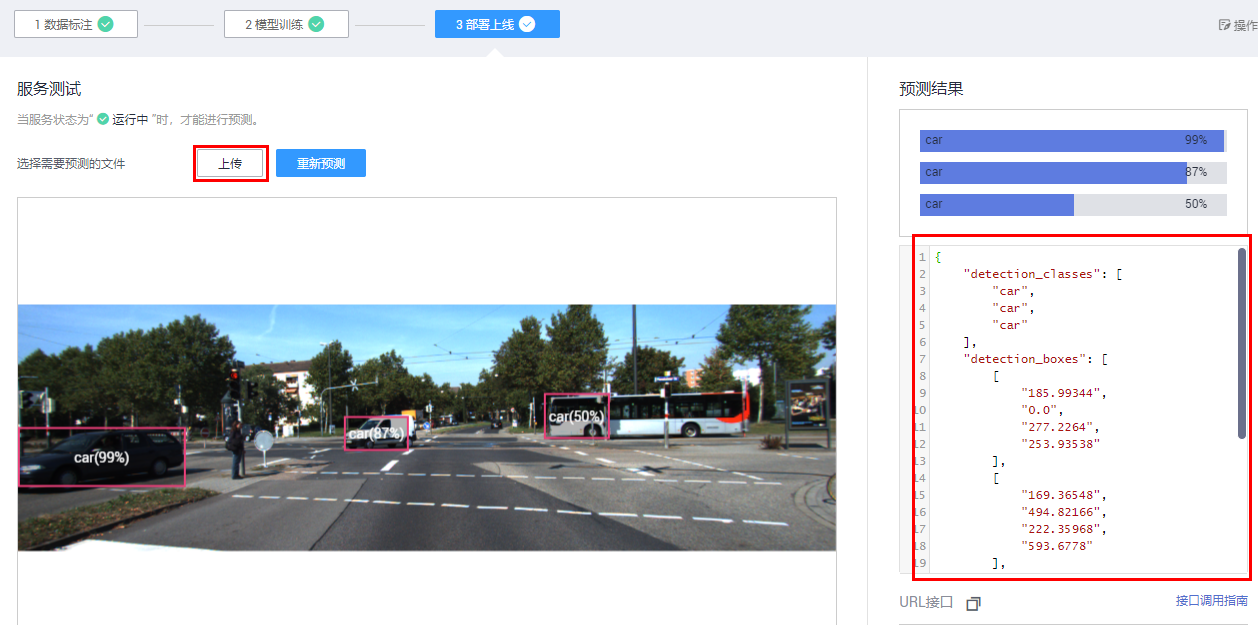 1 数据标注
2 模型训练
3 部署上线
操作
服务测试
当服务状态为“ 运行中 ”时，才能进行预测。
选择需要预测的文件
上传
重新预测
car(99%)
car(87%)
car(50%)
预测结果
car 99%
car 87%
car 50%
1 {
2 "detection_classes": [
3 "car",
4 "car",
5 "car"
6 ],
7 "detection_boxes": [
8 [
9 "185.99344",
10 "0.0",
11 "277.2264",
12 "253.93538"
13 ],
14 [
15 "169.36548",
16 "494.82166",
17 "222.35968",
18 "593.6778"
19 ],
URL接口
接口调用指南